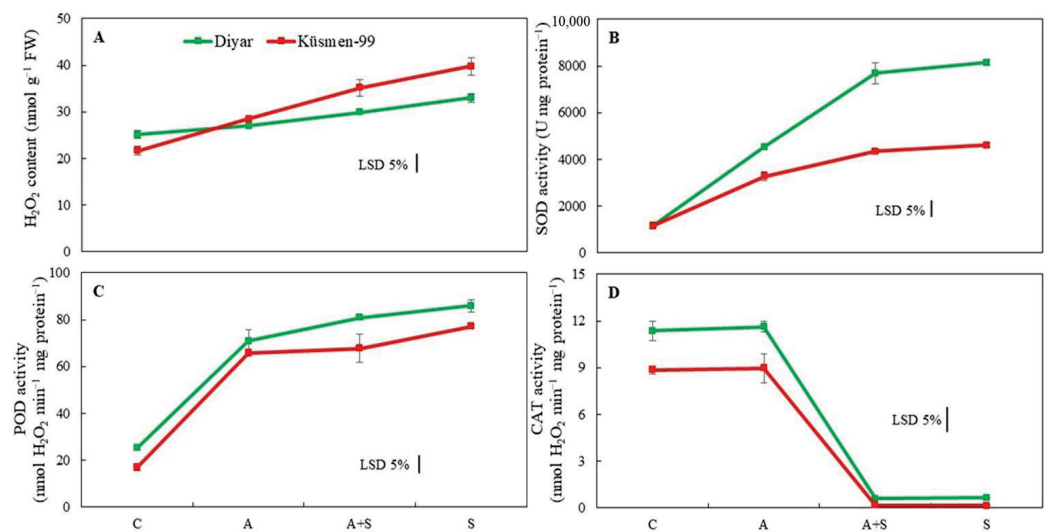 A
Diyar
Küsmen-99
H₂O₂ content (nmol g⁻¹ FW)
50
40
30
20
10
0
LSD 5%
B
SOD activity (U mg protein⁻¹)
10,000
8000
6000
4000
2000
0
LSD 5%
C
POD activity
(nmol H₂O₂ min⁻¹ mg protein⁻¹)
100
80
60
40
20
0
LSD 5%
C
A
A+S
S
D
CAT activity
(nmol H₂O₂ min⁻¹ mg protein⁻¹)
15
12
9
6
3
0
LSD 5%
C
A
A+S
S